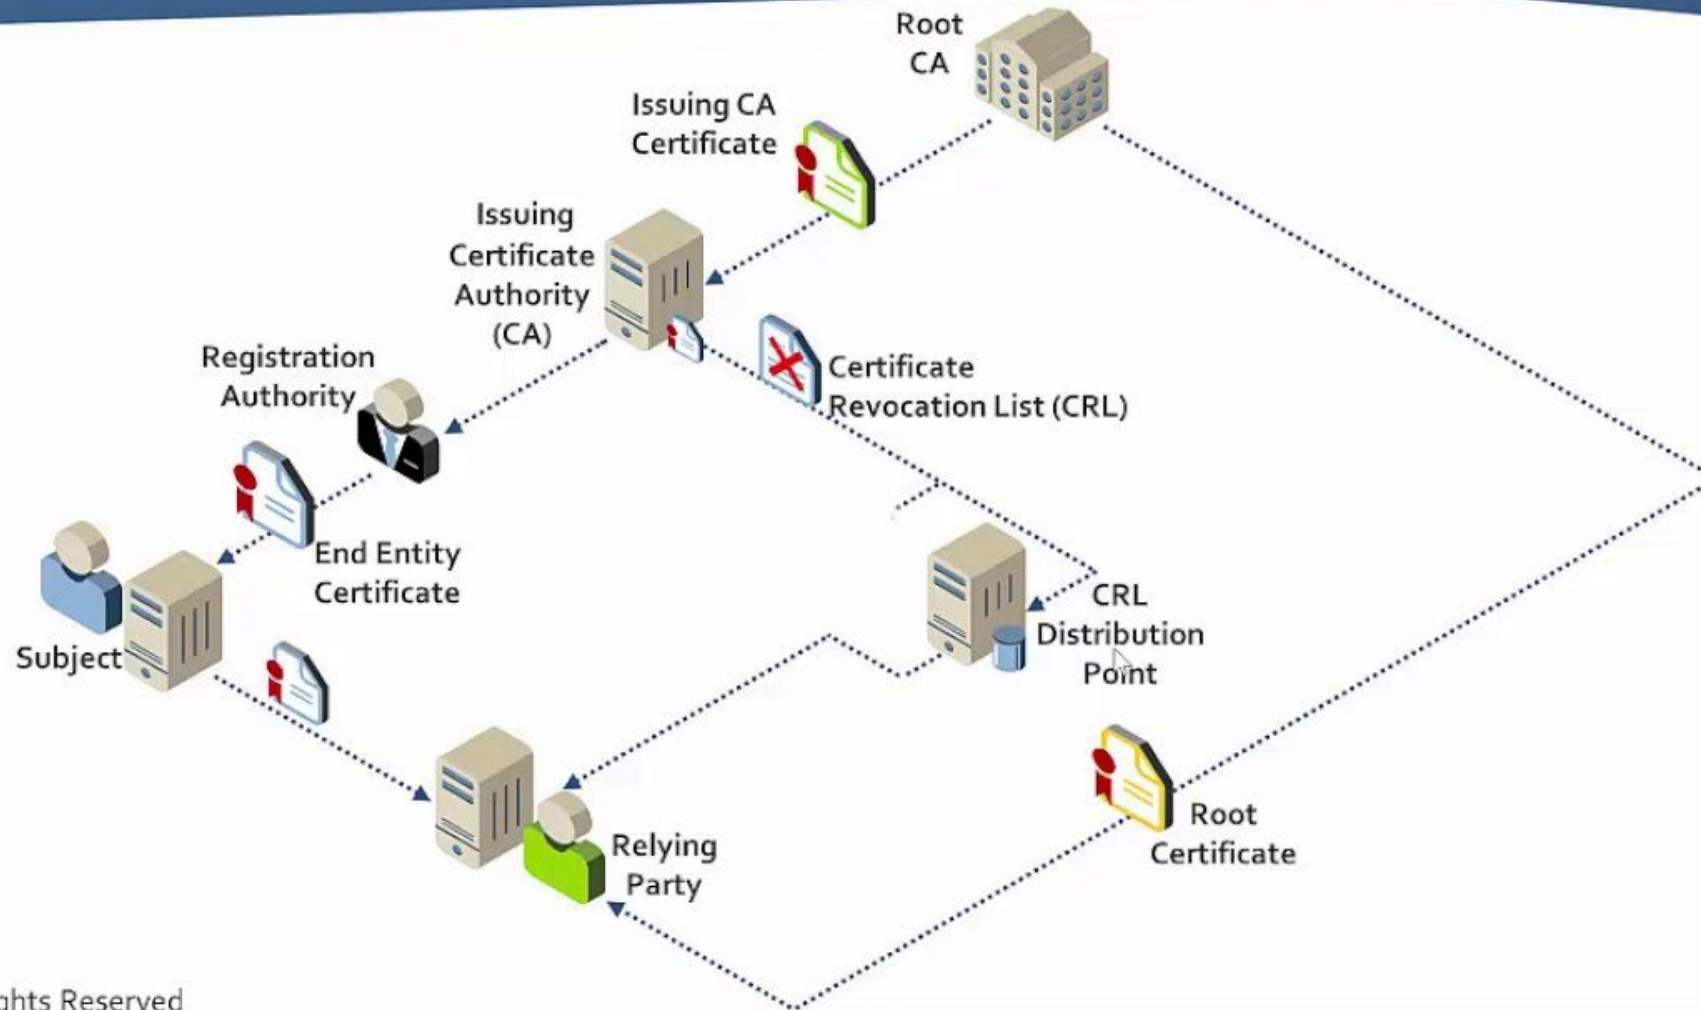 Root
CA
Issuing CA
Certificate
Issuing
Certificate
Authority
(CA)
Certificate
Revocation List (CRL)
Registration
Authority
End Entity
Certificate
Subject
CRL
Distribution
Point
Root
Certificate
Relying
Party
Reserved